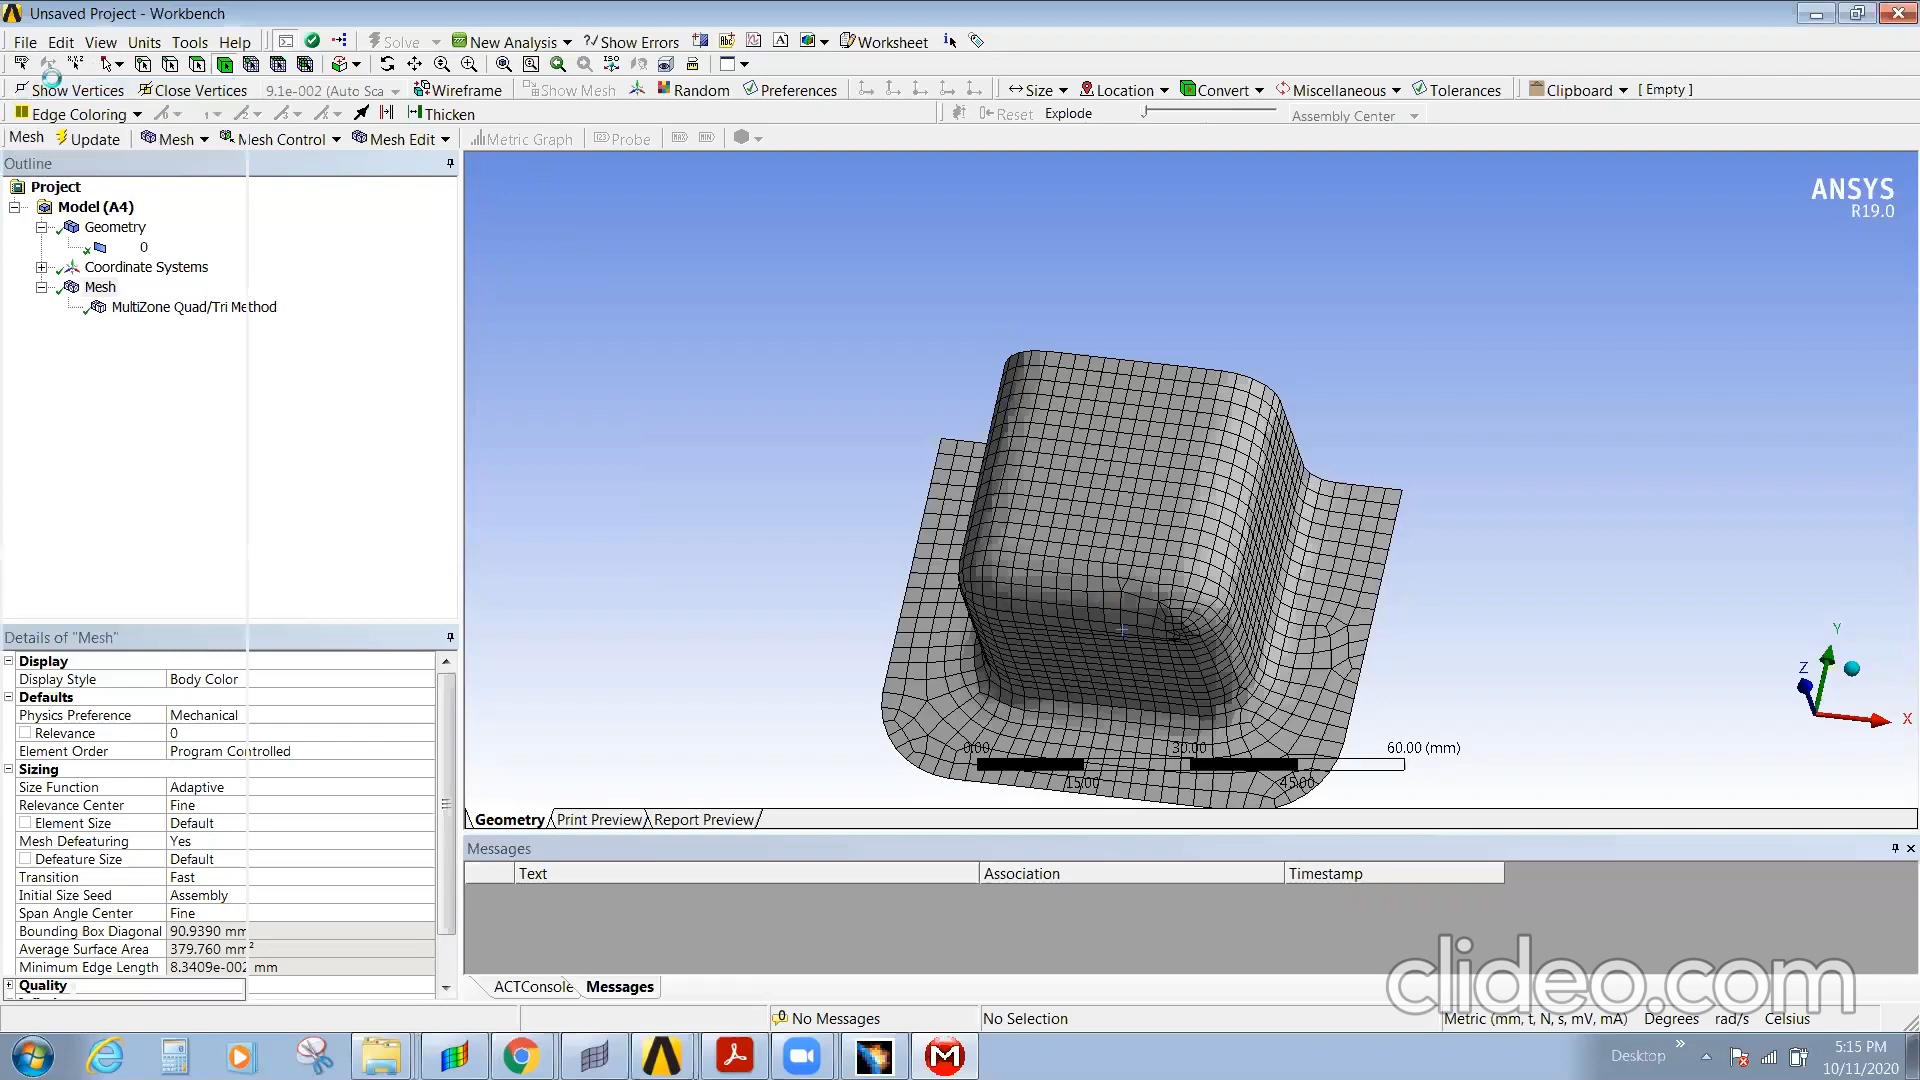 Unsaved Project - Workbench
File Edit View Units Tools Help Solve New Analysis ?/ Show Errors Worksheet
Show Vertices Close Vertices 9.1e-002 (Auto Sca Wireframe Show Mesh Random Preferences Size Location Convert Miscellaneous Tolerances Clipboard [ Empty ]
Edge Coloring Thicken Reset Explode Assembly Center
Mesh Update Mesh Mesh Control Mesh Edit Metric Graph Probe
Outline
Project
Model (A4)
Geometry
0
Coordinate Systems
Mesh
MultiZone Quad/Tri Method
ANSYS
R19.0
Y
Z
X
0.00 30.00 60.00 (mm)
15.00 45.00
Details of "Mesh"
Display
Display Style Body Color
Defaults
Physics Preference Mechanical
Relevance 0
Element Order Program Controlled
Sizing
Size Function Adaptive
Relevance Center Fine
Element Size Default
Mesh Defeaturing Yes
Defeature Size Default
Transition Fast
Initial Size Seed Assembly
Span Angle Center Fine
Bounding Box Diagonal 90.9390 mm
Average Surface Area 379.760 mm²
Minimum Edge Length 8.3409e-002 mm
Quality
Geometry Print Preview Report Preview
Messages
Text Association Timestamp
ACTConsole Messages
clideo.com
No Messages No Selection Metric (mm, t, N, s, mV, mA) Degrees rad/s Celsius
Desktop » 5:15 PM
10/11/2020